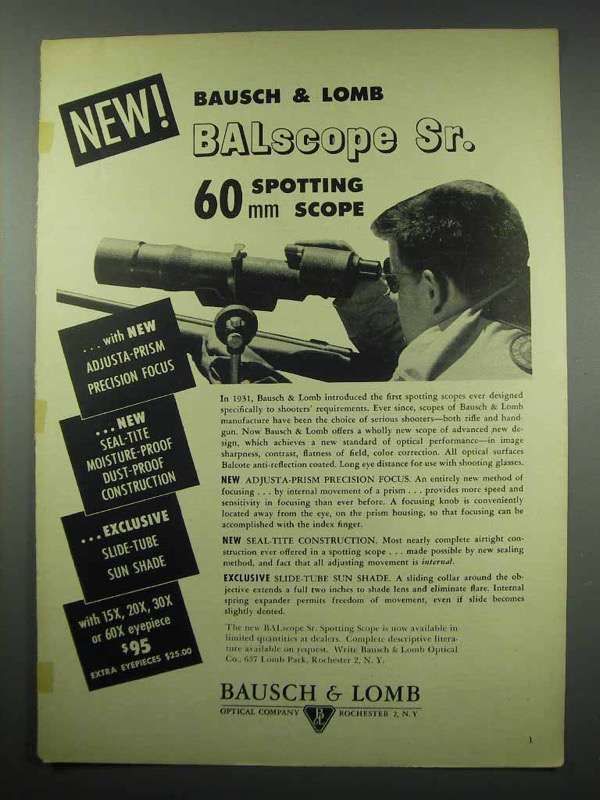 NEW!
BAUSCH & LOMB
BALscope Sr.
60mm SPOTTING SCOPE
...with NEW
ADJUSTA-PRISM
PRECISION FOCUS
...NEW
SEAL-TITE
MOISTURE-PROOF
DUST-PROOF
CONSTRUCTION
...EXCLUSIVE
SLIDE-TUBE
SUN SHADE
with 15X, 20X, 30X
or 60X eyepiece
$95
EXTRA EYEPIECES $25.00
In 1931, Bausch & Lomb introduced the first spotting scopes ever designed
specifically to shooters' requirements. Ever since, scopes of Bausch & Lomb
manufacture have been the choice of serious shooters—both rifle and hand-
gun. Now Bausch & Lomb offers a wholly new scope of advanced new de-
sign, which achieves a new standard of optical performance—in image
sharpness, contrast, flatness of field, color correction. All optical surfaces
Balcote anti-reflection coated. Long eye distance for use with shooting glasses.
NEW ADJUSTA-PRISM PRECISION FOCUS. An entirely new method of
focusing . . . by internal movement of a prism . . . provides more speed and
sensitivity in focusing than ever before. A focusing knob is conveniently
located away from the eye, on the prism housing, so that focusing can be
accomplished with the index finger.
NEW SEAL-TITE CONSTRUCTION. Most nearly complete airtight con-
struction ever offered in a spotting scope . . . made possible by new sealing
method, and fact that all adjusting movement is internal.
EXCLUSIVE SLIDE-TUBE SUN SHADE. A sliding collar around the ob-
jective extends a full two inches to shade lens and eliminate flare. Internal
spring expander permits freedom of movement, even if slide becomes
slightly dented.
The new BALscope Sr. Spotting Scope is now available in
limited quantities at dealers. Complete descriptive litera-
ture available on request. Write Bausch & Lomb Optical
Co., 637 Lomb Park, Rochester 2, N. Y.
BAUSCH & LOMB
OPTICAL COMPANY ROCHESTER 2, N. Y.
1